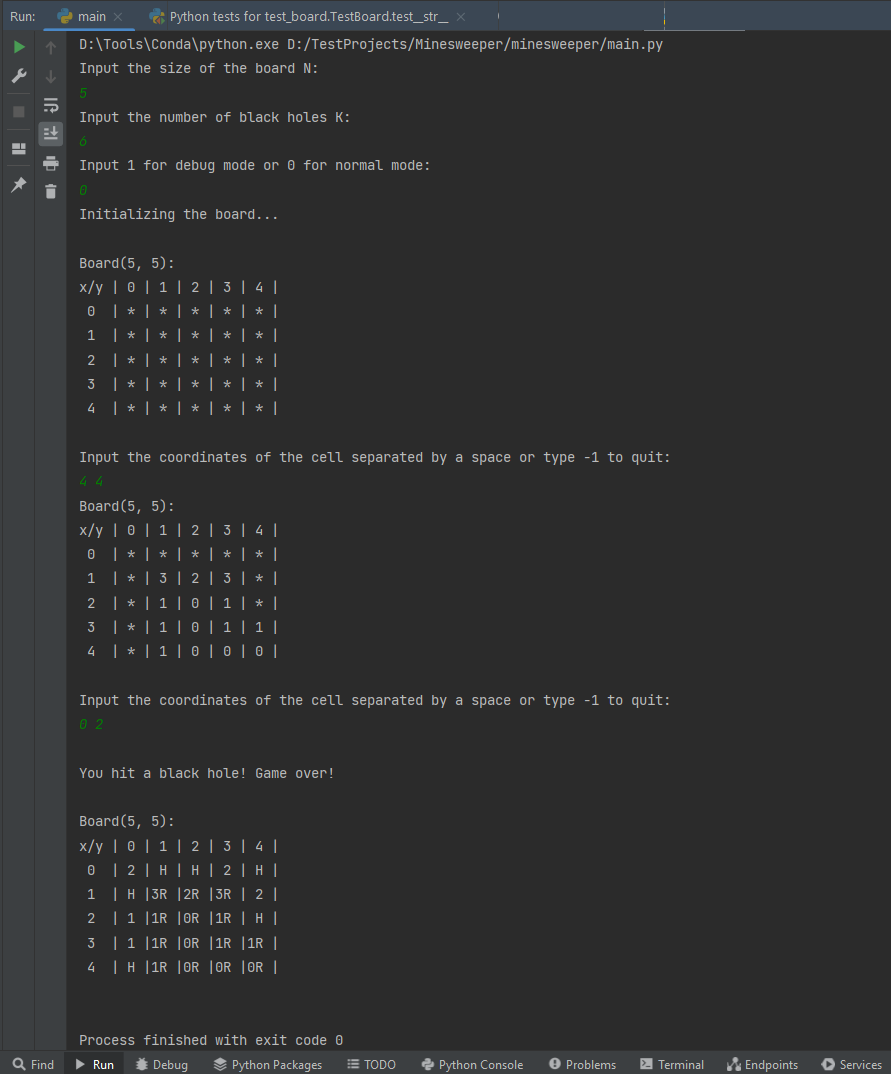 Run: main × Python tests for test_board.TestBoard.test__str__ ×
D:\Tools\Conda\python.exe D:/TestProjects/Minesweeper/minesweeper/main.py
Input the size of the board N:
5
Input the number of black holes K:
6
Input 1 for debug mode or 0 for normal mode:
0
Initializing the board...
Board(5, 5):
x/y | 0 | 1 | 2 | 3 | 4 |
0 | * | * | * | * | * |
1 | * | * | * | * | * |
2 | * | * | * | * | * |
3 | * | * | * | * | * |
4 | * | * | * | * | * |
Input the coordinates of the cell separated by a space or type -1 to quit:
4 4
Board(5, 5):
x/y | 0 | 1 | 2 | 3 | 4 |
0 | * | * | * | * | * |
1 | * | 3 | 2 | 3 | * |
2 | * | 1 | 0 | 1 | * |
3 | * | 1 | 0 | 1 | 1 |
4 | * | 1 | 0 | 0 | 0 |
Input the coordinates of the cell separated by a space or type -1 to quit:
0 2
You hit a black hole! Game over!
Board(5, 5):
x/y | 0 | 1 | 2 | 3 | 4 |
0 | 2 | H | H | 2 | H |
1 | H |3R |2R |3R | 2 |
2 | 1 |1R |0R |1R | H |
3 | 1 |1R |0R |1R |1R |
4 | H |1R |0R |0R |0R |
Process finished with exit code 0
Find Run Debug Python Packages TODO Python Console Problems Terminal Endpoints Services